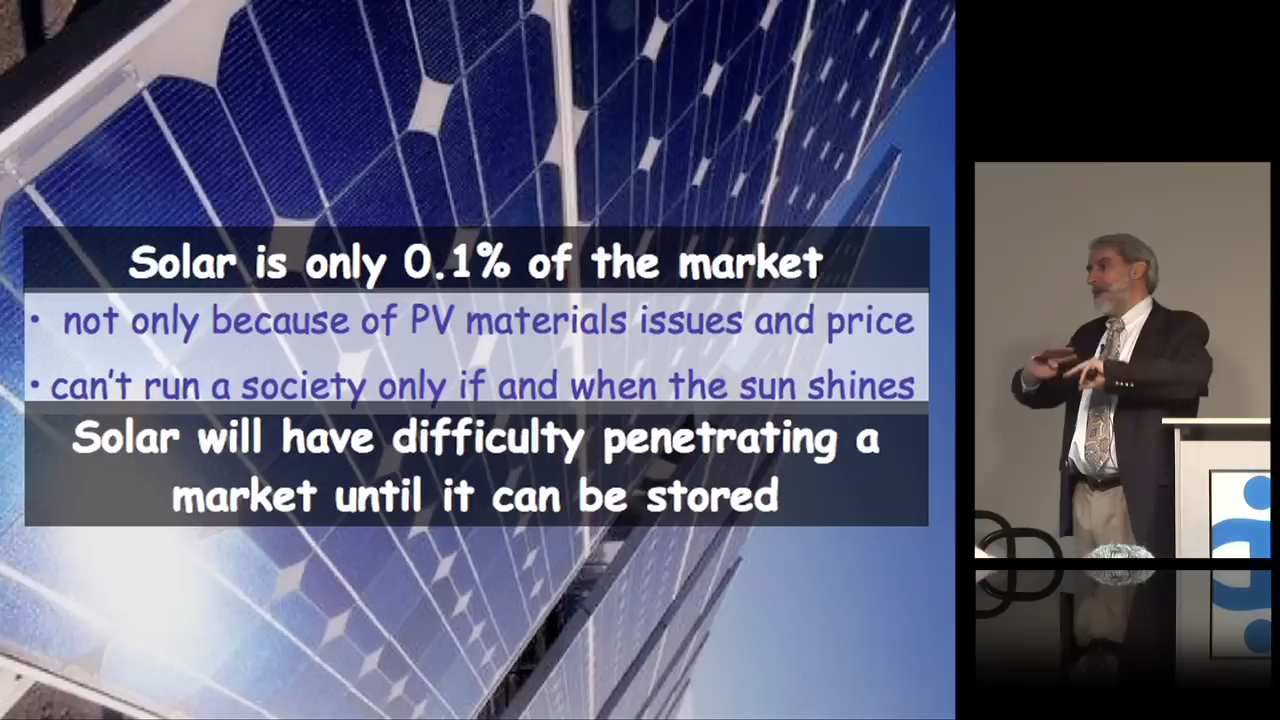 Solar is only 0.1% of the market
• not only because of PV materials issues and price
• can't run a society only if and when the sun shines
Solar will have difficulty penetrating a
market until it can be stored